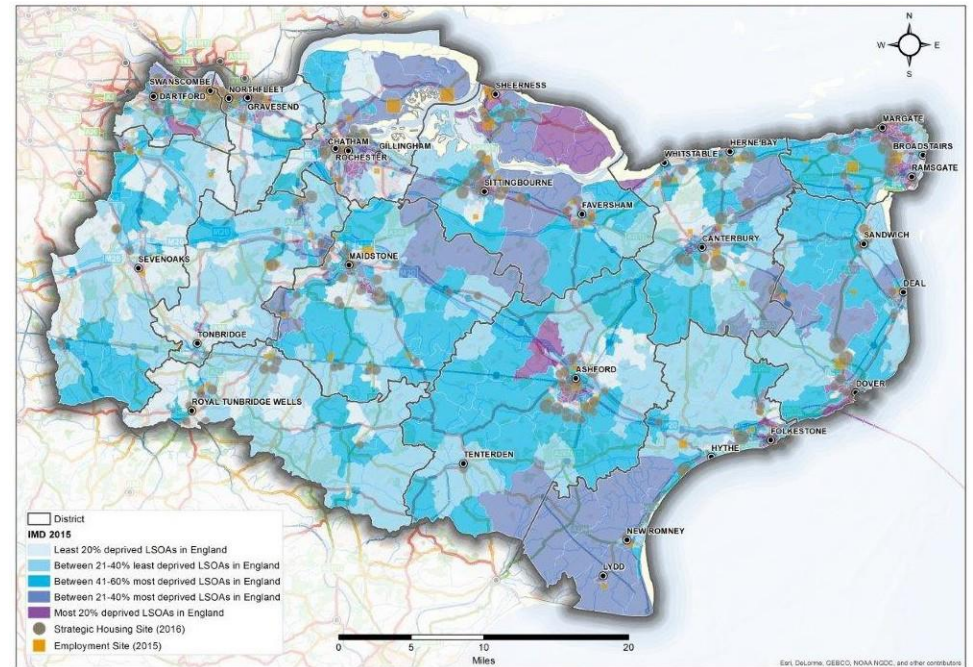 N
W E
S
SWANSCOMBE
DARTFORD
NORTHFLEET
GRAVESEND
SHEERNESS
CHATHAM
GILLINGHAM
ROCHESTER
MARGATE
BROADSTAIRS
RAMSGATE
WHITSTABLE
HERNE BAY
SITTINGBOURNE
FAVERSHAM
CANTERBURY
SANDWICH
SEVENOAKS
MAIDSTONE
DEAL
TONBRIDGE
ASHFORD
DOVER
ROYAL TUNBRIDGE WELLS
FOLKESTONE
HYTHE
TENTERDEN
NEW ROMNEY
LYDD
District
IMD 2015
Least 20% deprived LSOAs in England
Between 21-40% least deprived LSOAs in England
Between 41-60% most deprived LSOAs in England
Between 21-40% most deprived LSOAs in England
Most 20% deprived LSOAs in England
Strategic Housing Site (2016)
Employment Site (2015)
0 5 10 20
Miles
Esri, DeLorme, GEBCO, NOAA NGDC, and other contributors